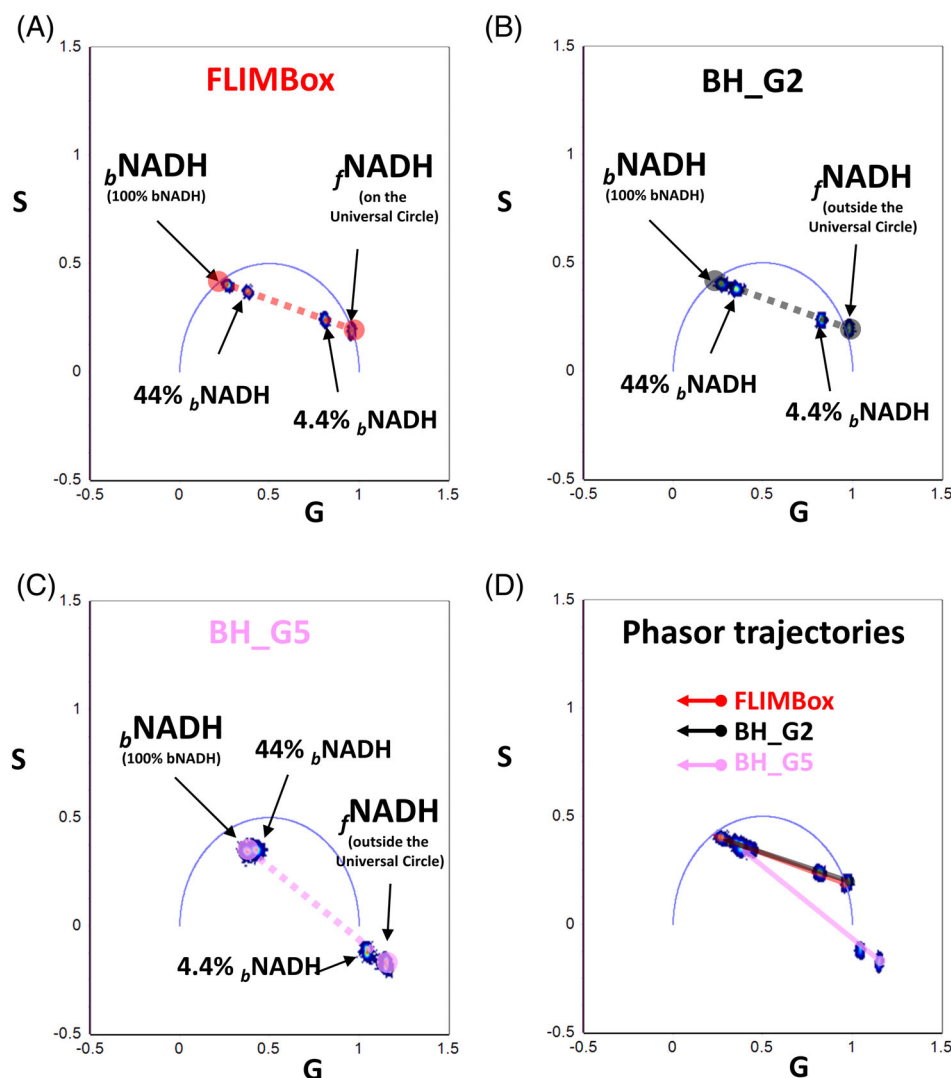 (A)
1.5
FLIMBox
bNADH
(100% bNADH)
fNADH
(on the
Universal Circle)
1
S
0.5
44% bNADH
4.4% bNADH
0
-0.5
-0.5
0
0.5
1
1.5
G
(B)
1.5
BH_G2
bNADH
(100% bNADH)
fNADH
(outside the
Universal Circle)
1
S
0.5
44% bNADH
4.4% bNADH
0
-0.5
-0.5
0
0.5
1
1.5
G
(C)
1.5
BH_G5
bNADH
(100% bNADH)
44% bNADH
fNADH
(outside the
Universal Circle)
1
S
0.5
0
4.4% bNADH
-0.5
-0.5
0
0.5
1
1.5
G
(D)
1.5
Phasor trajectories
FLIMBox
BH_G2
BH_G5
1
S
0.5
0
-0.5
-0.5
0
0.5
1
1.5
G